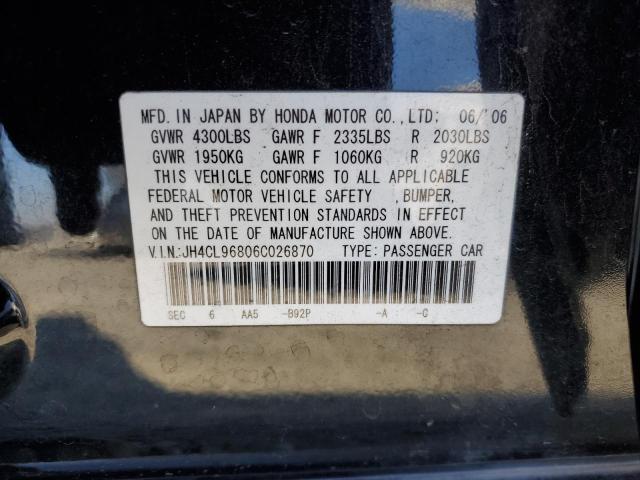 MFD. IN JAPAN BY HONDA MOTOR CO., LTD: 06/'06
GVWR 4300LBS GAWR F 2335LBS R 2030LBS
GVWR 1950KG GAWR F 1060KG R 920KG
THIS VEHICLE CONFORMS TO ALL APPLICABLE
FEDERAL MOTOR VEHICLE SAFETY , BUMPER,
AND THEFT PREVENTION STANDARDS IN EFFECT
ON THE DATE OF MANUFACTURE SHOWN ABOVE.
V.I.N.:JH4CL96806C026870 TYPE: PASSENGER CAR
SEC 6 AA5 -B92P -A -C